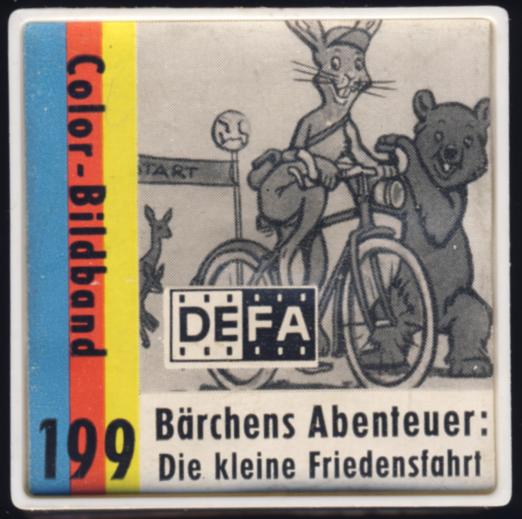 Color-Bildband
START
DEFA
199
Bärchens Abenteuer:
Die kleine Friedensfahrt